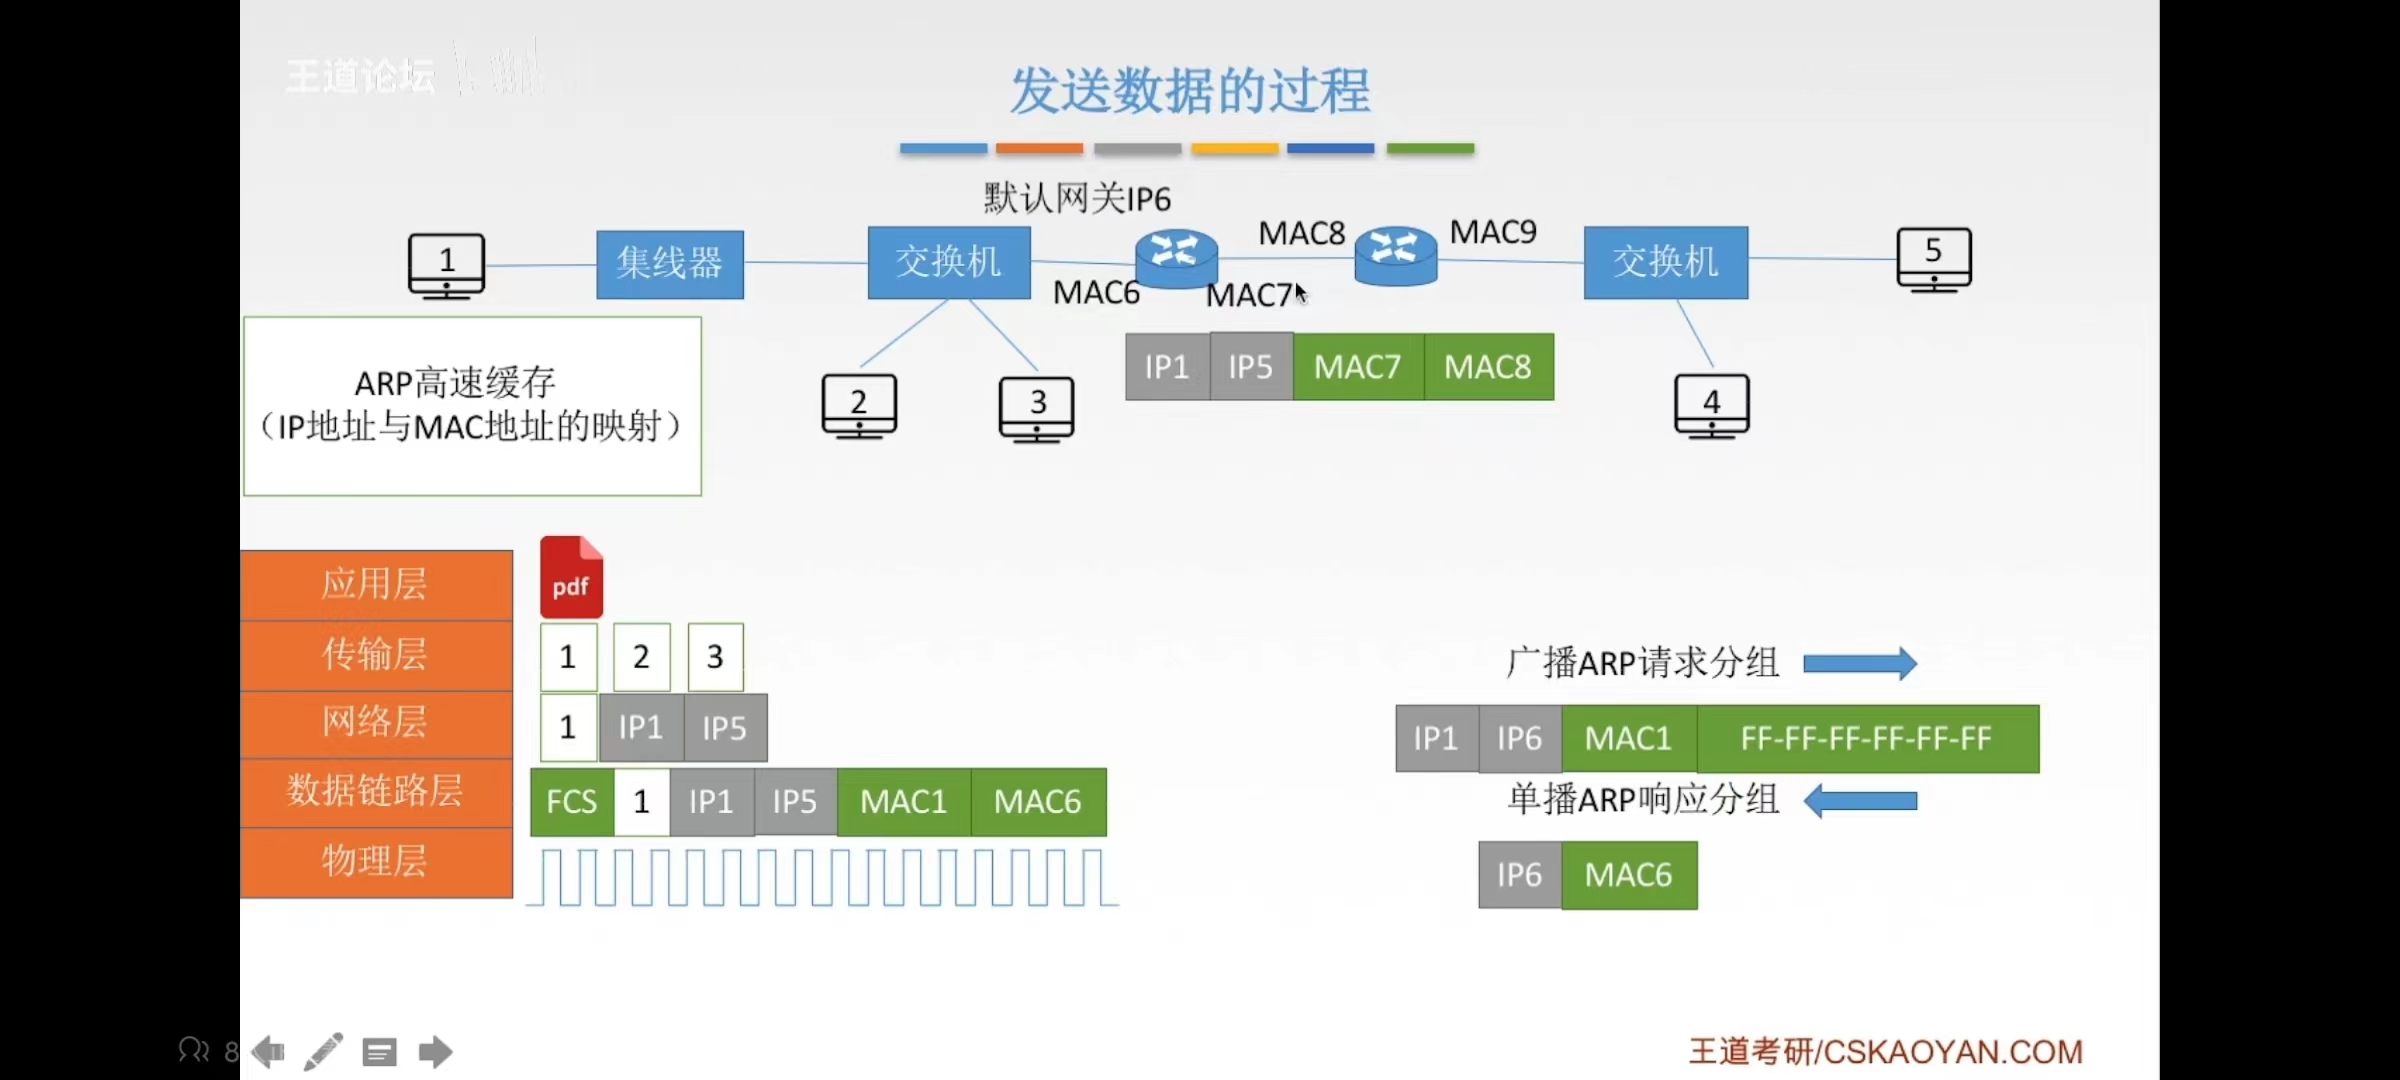 王道论坛
发送数据的过程
默认网关IP6
MAC8
MAC9
1
集线器
交换机
交换机
5
MAC6
MAC7
IP1 IP5 MAC7 MAC8
ARP高速缓存
（IP地址与MAC地址的映射）
2
3
4
应用层
pdf
传输层
1 2 3
网络层
1 IP1 IP5
数据链路层
FCS 1 IP1 IP5 MAC1 MAC6
物理层
广播ARP请求分组
IP1 IP6 MAC1 FF-FF-FF-FF-FF-FF
单播ARP响应分组
IP6 MAC6
8
王道考研/CSKAOYAN.COM